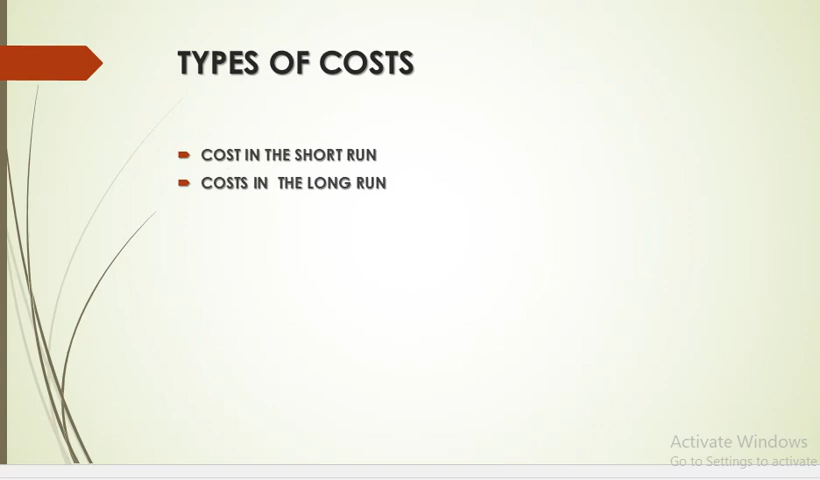 TYPES OF COSTS
COST IN THE SHORT RUN
COSTS IN  THE LONG RUN
Activate Windows
Go to Settings to activate